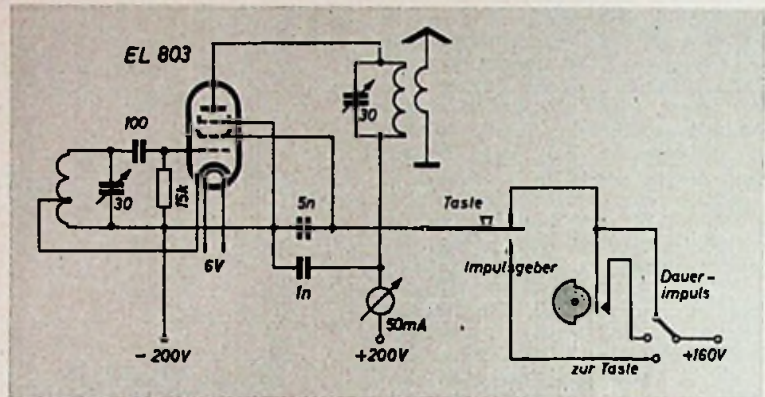 EL 803
100
30
15k
30
6V
5n
1n
50mA
-200V
+200V
Taste
Impulsgeber
Dauer-
impuls
+160V
zur Taste